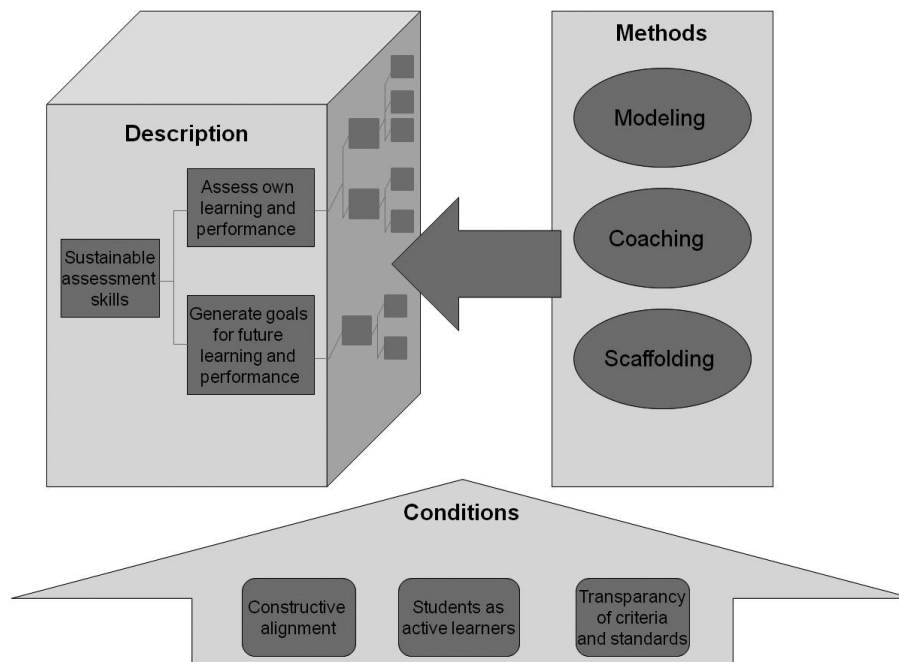 Description
Assess own
learning and
performance
Sustainable
assessment
skills
Generate goals
for future
learning and
performance
Methods
Modeling
Coaching
Scaffolding
Conditions
Constructive
alignment
Students as
active learners
Transparancy
of criteria
and standards